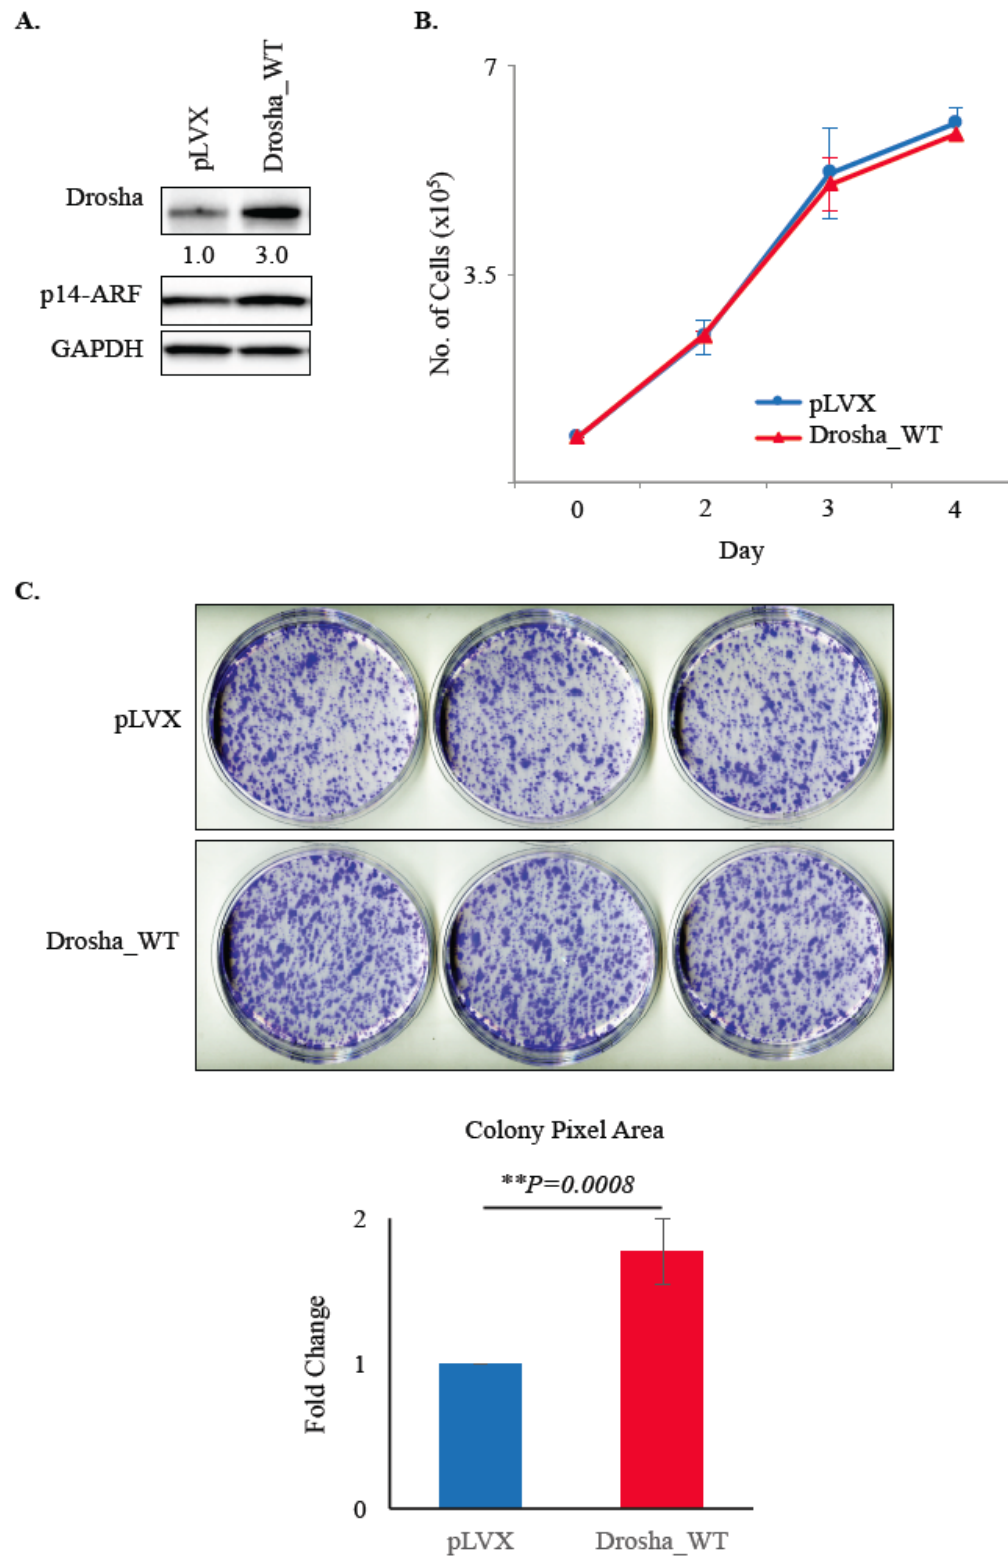 A.
pLVX
Drosha_WT
Drosha
1.0 3.0
p14-ARF
GAPDH
B.
7
3.5
No. of Cells (x10⁵)
pLVX
Drosha_WT
0 2 3 4
Day
C.
pLVX
Drosha_WT
Colony Pixel Area
**P=0.0008
2
1
0
Fold Change
pLVX Drosha_WT